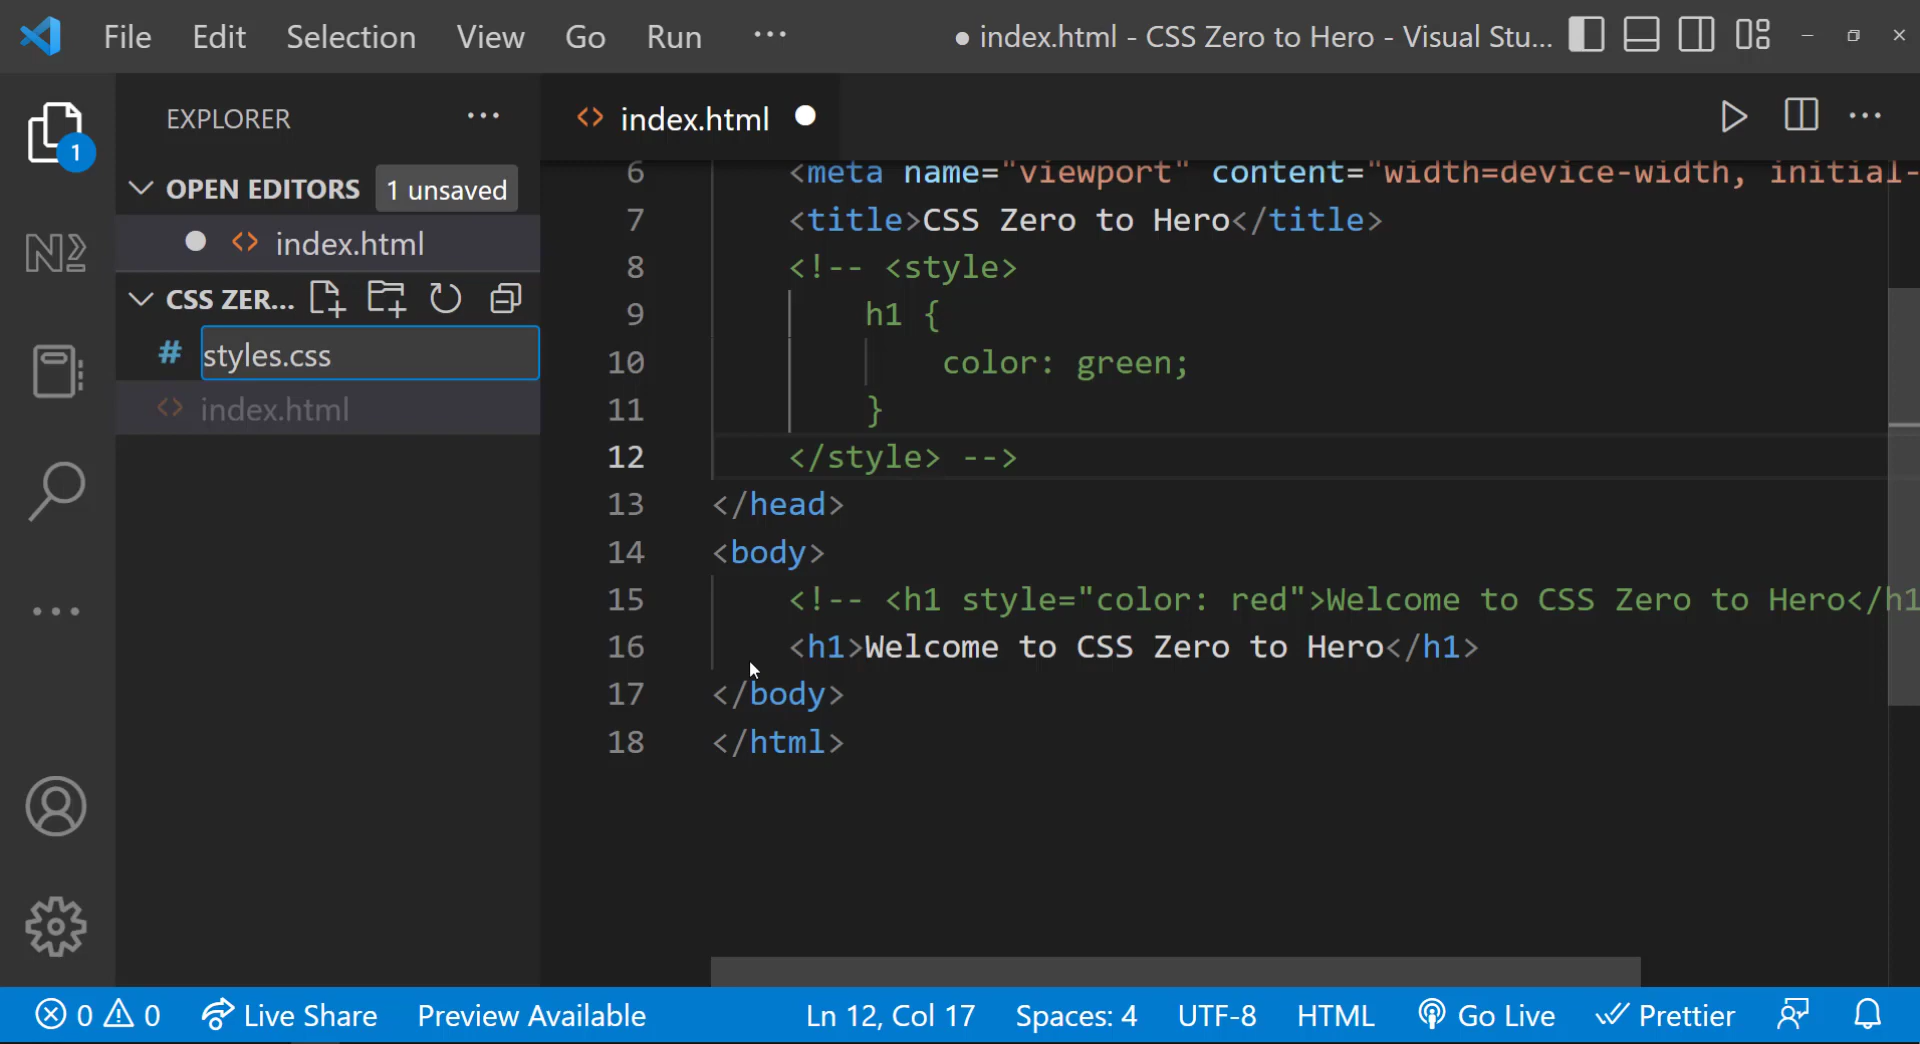 File Edit Selection View Go Run ···
● index.html - CSS Zero to Hero - Visual Stu...
EXPLORER ···
1
OPEN EDITORS 1 unsaved
index.html
CSS ZER...
# styles.css
index.html
<> index.html ●
6 <meta name="viewport" content="width=device-width, initial-
7 <title>CSS Zero to Hero</title>
8 <!-- <style>
9 h1 {
10 color: green;
11 }
12 </style> -->
13 </head>
14 <body>
15 <!-- <h1 style="color: red">Welcome to CSS Zero to Hero</h1
16 <h1>Welcome to CSS Zero to Hero</h1>
17 </body>
18 </html>
0 0 Live Share Preview Available Ln 12, Col 17 Spaces: 4 UTF-8 HTML Go Live Prettier